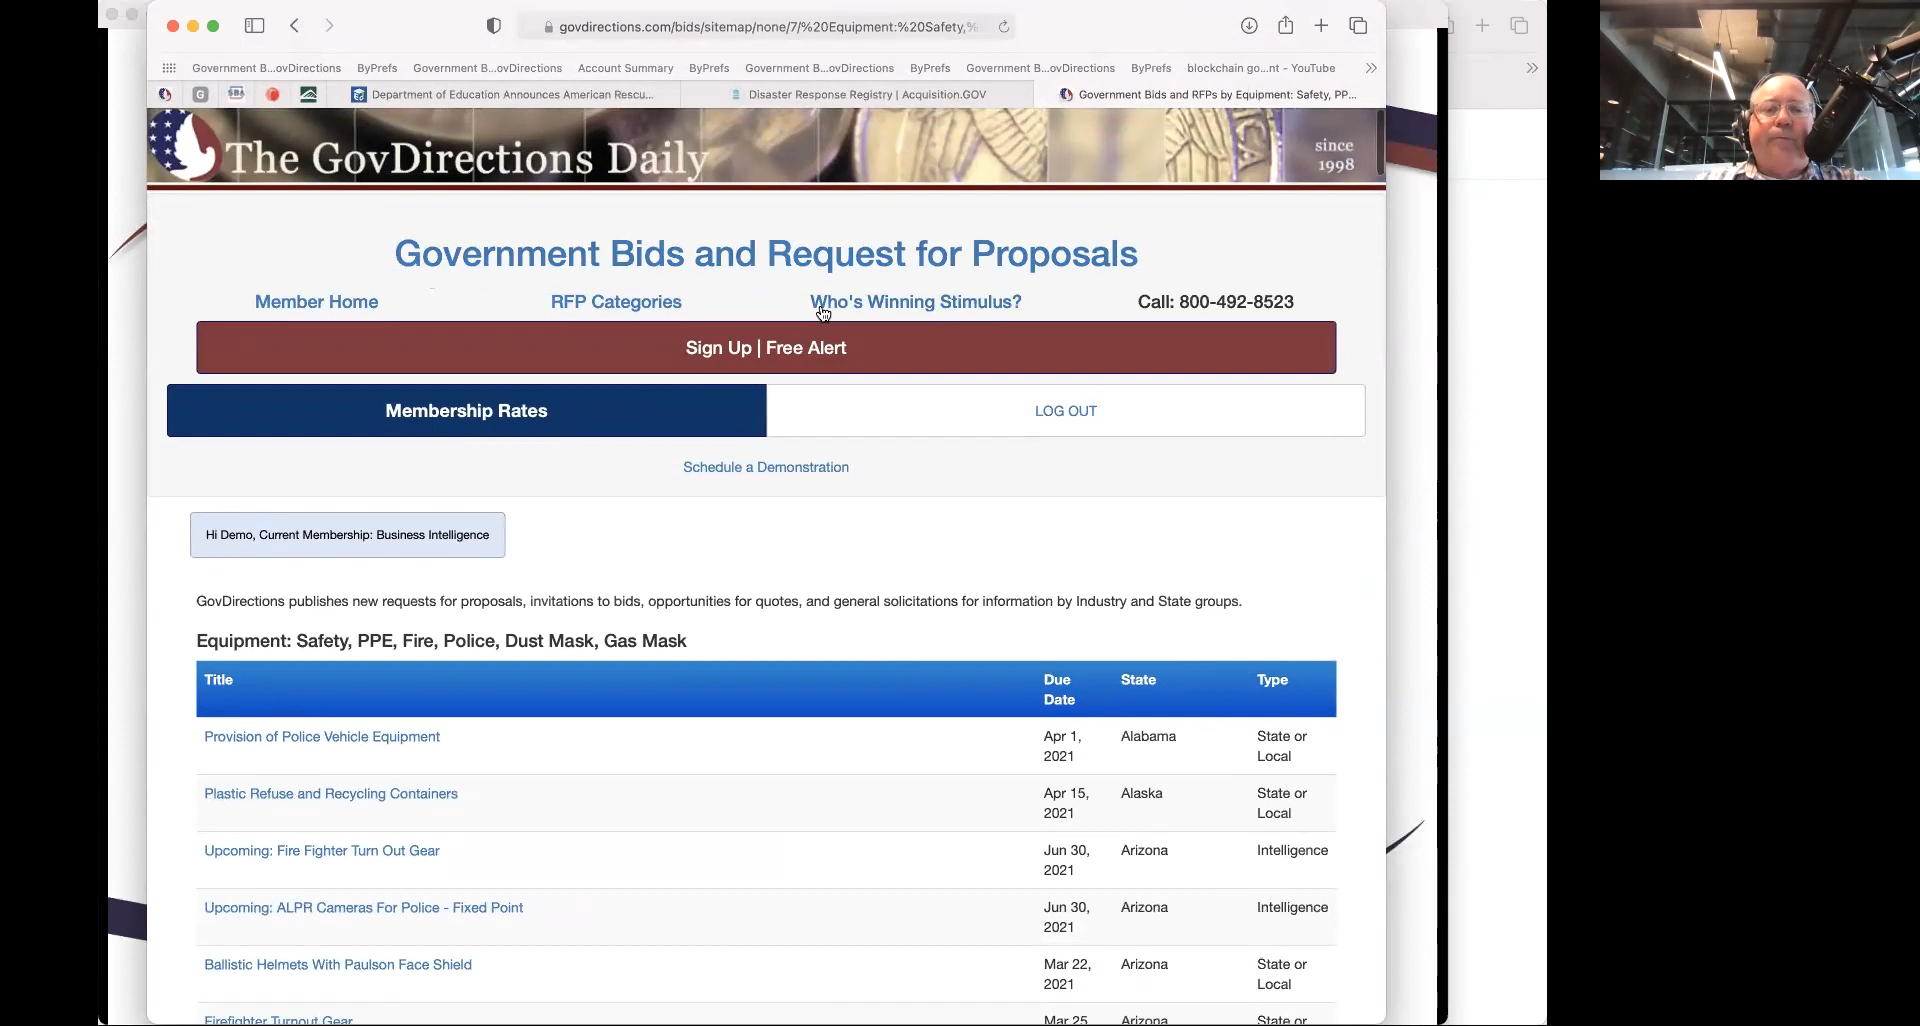 govdirections.com/bids/sitemap/none/7/%20Equipment:%20Safety,%
Government B...ovDirections ByPrefs Government B...ovDirections Account Summary ByPrefs Government B...ovDirections ByPrefs Government B...ovDirections ByPrefs blockchain go...nt - YouTube
G SBA Department of Education Announces American Rescu... Disaster Response Registry | Acquisition.GOV Government Bids and RFPs by Equipment: Safety, PP...
The GovDirections Daily
since
1998
Government Bids and Request for Proposals
Member Home RFP Categories Who's Winning Stimulus? Call: 800-492-8523
Sign Up | Free Alert
Membership Rates LOG OUT
Schedule a Demonstration
Hi Demo, Current Membership: Business Intelligence
GovDirections publishes new requests for proposals, invitations to bids, opportunities for quotes, and general solicitations for information by Industry and State groups.
Equipment: Safety, PPE, Fire, Police, Dust Mask, Gas Mask
Title Due Date State Type
Provision of Police Vehicle Equipment Apr 1, 2021 Alabama State or Local
Plastic Refuse and Recycling Containers Apr 15, 2021 Alaska State or Local
Upcoming: Fire Fighter Turn Out Gear Jun 30, 2021 Arizona Intelligence
Upcoming: ALPR Cameras For Police - Fixed Point Jun 30, 2021 Arizona Intelligence
Ballistic Helmets With Paulson Face Shield Mar 22, 2021 Arizona State or Local
Firefighter Turnout Gear Mar 25, Arizona State or